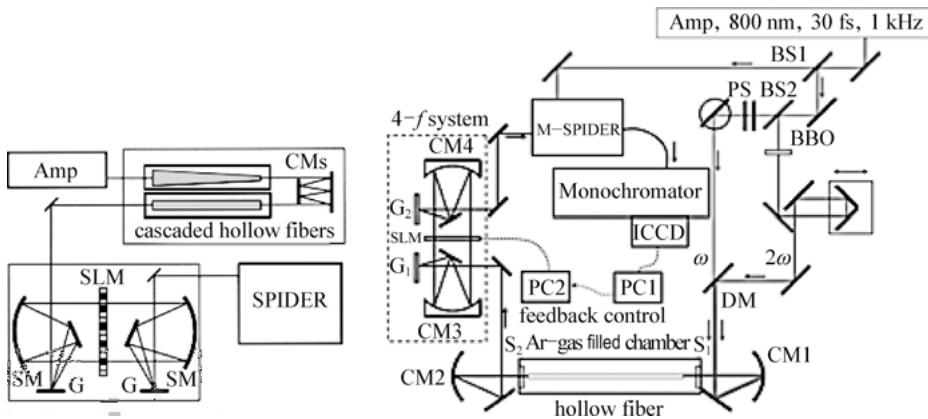 Amp
CMs
cascaded hollow fibers
SLM
SM
G
G
SM
SPIDER
Amp, 800 nm, 30 fs, 1 kHz
BS1
PS
BS2
BBO
4-f system
CM4
M-SPIDER
Monochromator
ICCD
G2
SLM
G1
CM3
PC2
PC1
feedback control
ω
2ω
DM
S2
Ar-gas filled chamber
S1
CM2
CM1
hollow fiber